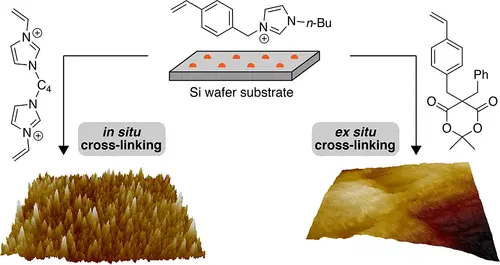 N
⊕
N
C4
N
N
⊕
N
N
⊕
n-Bu
Si wafer substrate
in situ
cross-linking
ex situ
cross-linking
Ph
O
O
O
O